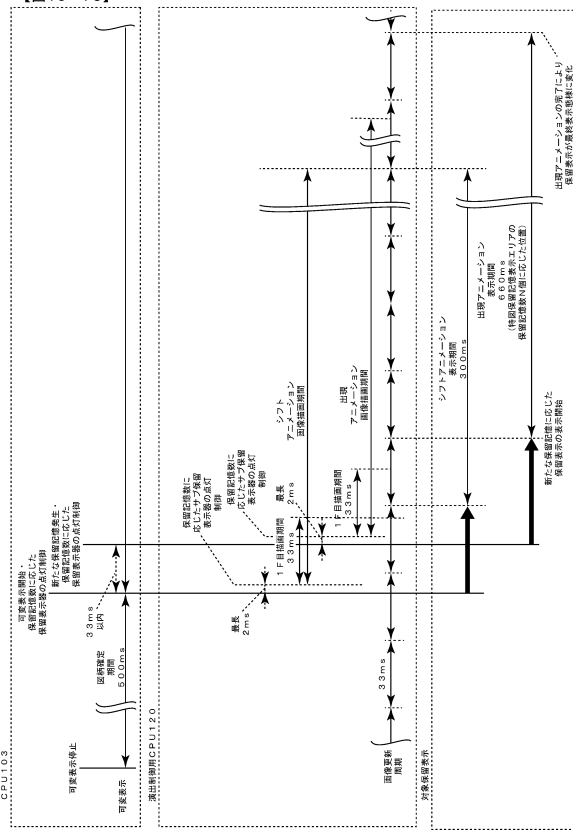 CPU103
可変表示停止
可変表示
図柄確定
期間
500ms
33ms
以内
可変表示開始・
保留記憶数に応じた
保留表示器の点灯制御
新たな保留記憶発生・
保留記憶数に応じた
保留表示器の点灯制御
演出制御用CPU120
最長
2ms
保留記憶数に
応じたサブ保留
表示器の点灯
制御
保留記憶数に
応じたサブ保留
表示器の点灯
制御
1F目描画期間
33ms
最長
2ms
1F目描画期間
33ms
シフト
アニメーション
画像描画期間
出現
アニメーション
画像描画期間
画像更新
周期
33ms
対象保留表示
シフトアニメーション
表示期間
300ms
新たな保留記憶に応じた
保留表示の表示開始
出現アニメーション
表示期間
660ms
(特図保留記憶表示エリアの
保留記憶数N個に応じた位置)
出現アニメーションの完了により
保留表示が最終表示態様に変化